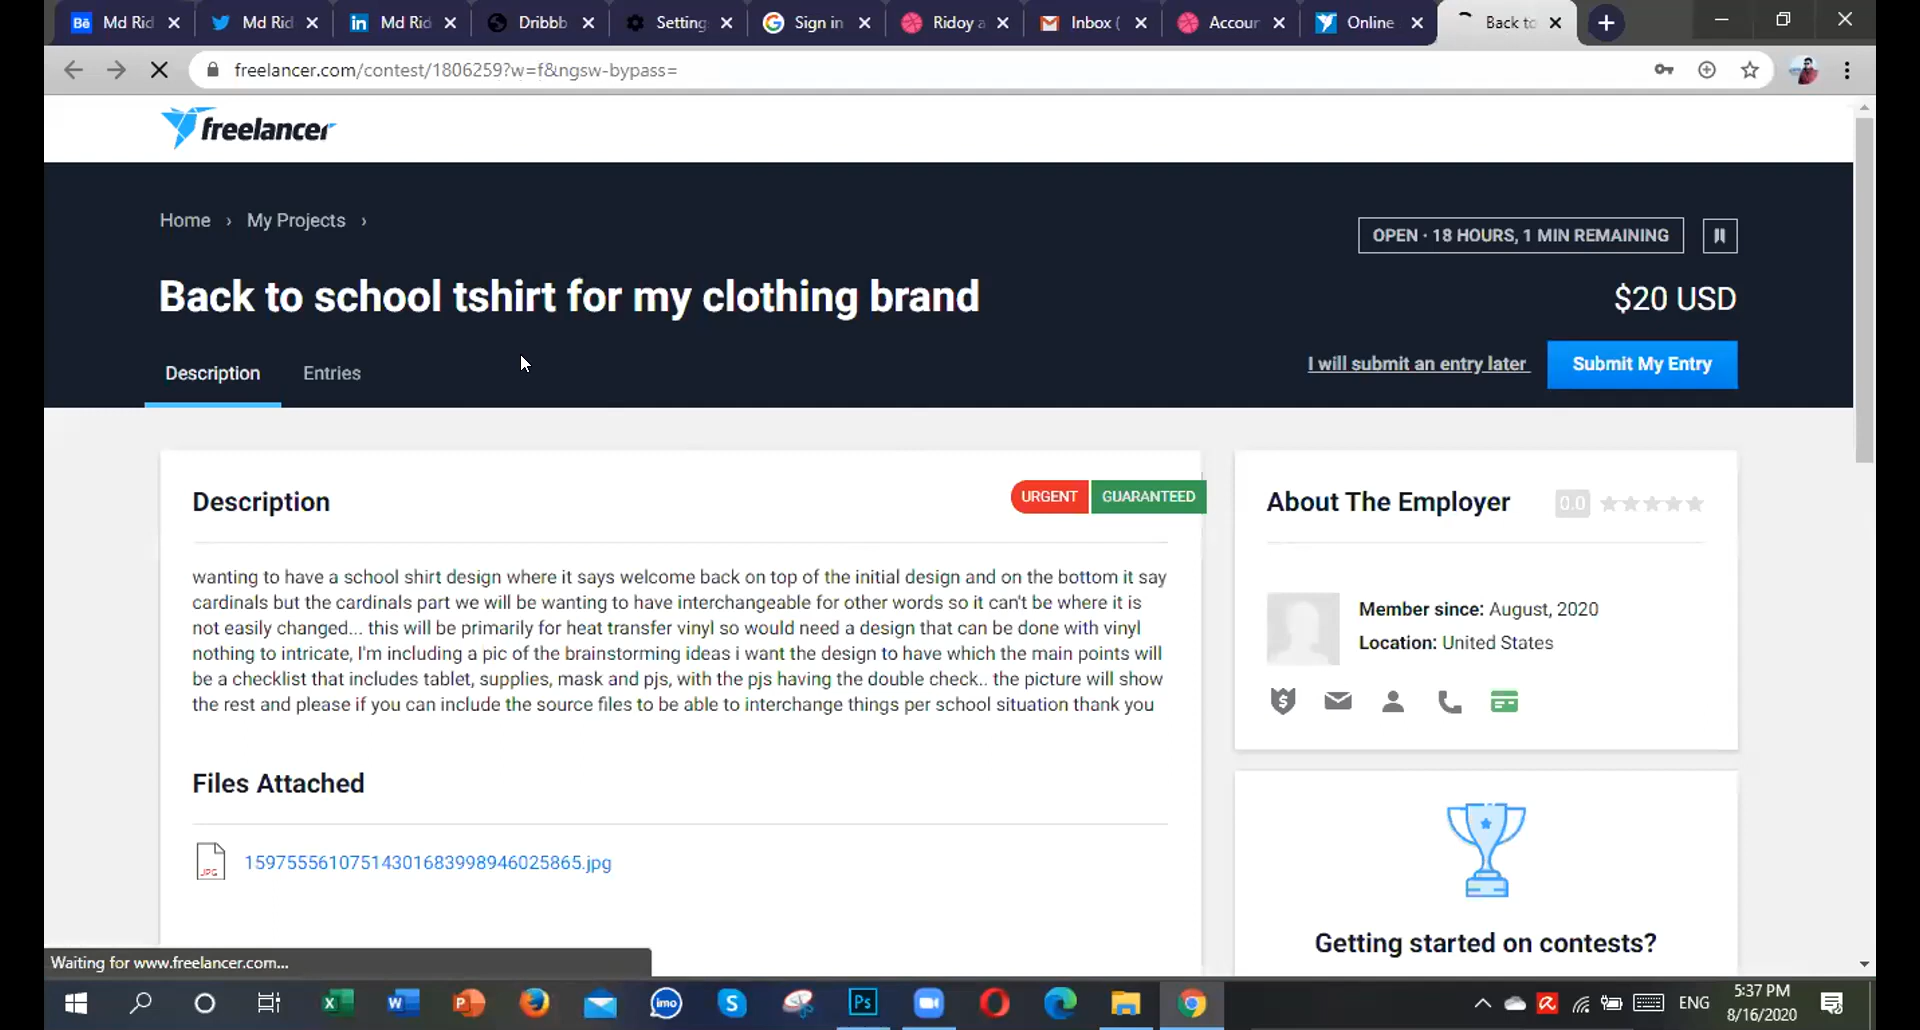 Md Rid
Md Rid
Md Rid
Dribbb
Setting
Sign in
Ridoy a
Inbox (
Accour
Online
Back to
freelancer.com/contest/1806259?w=f&ngsw-bypass=
freelancer
Home › My Projects ›
OPEN · 18 HOURS, 1 MIN REMAINING
Back to school tshirt for my clothing brand
$20 USD
Description
Entries
I will submit an entry later
Submit My Entry
Description
URGENT
GUARANTEED
wanting to have a school shirt design where it says welcome back on top of the initial design and on the bottom it say
cardinals but the cardinals part we will be wanting to have interchangeable for other words so it can't be where it is
not easily changed... this will be primarily for heat transfer vinyl so would need a design that can be done with vinyl
nothing to intricate, I'm including a pic of the brainstorming ideas i want the design to have which the main points will
be a checklist that includes tablet, supplies, mask and pjs, with the pjs having the double check.. the picture will show
the rest and please if you can include the source files to be able to interchange things per school situation thank you
Files Attached
JPG
15975556107514301683998946025865.jpg
About The Employer
0.0
Member since: August, 2020
Location: United States
Getting started on contests?
Waiting for www.freelancer.com...
imo
Ps
ENG
5:37 PM
8/16/2020